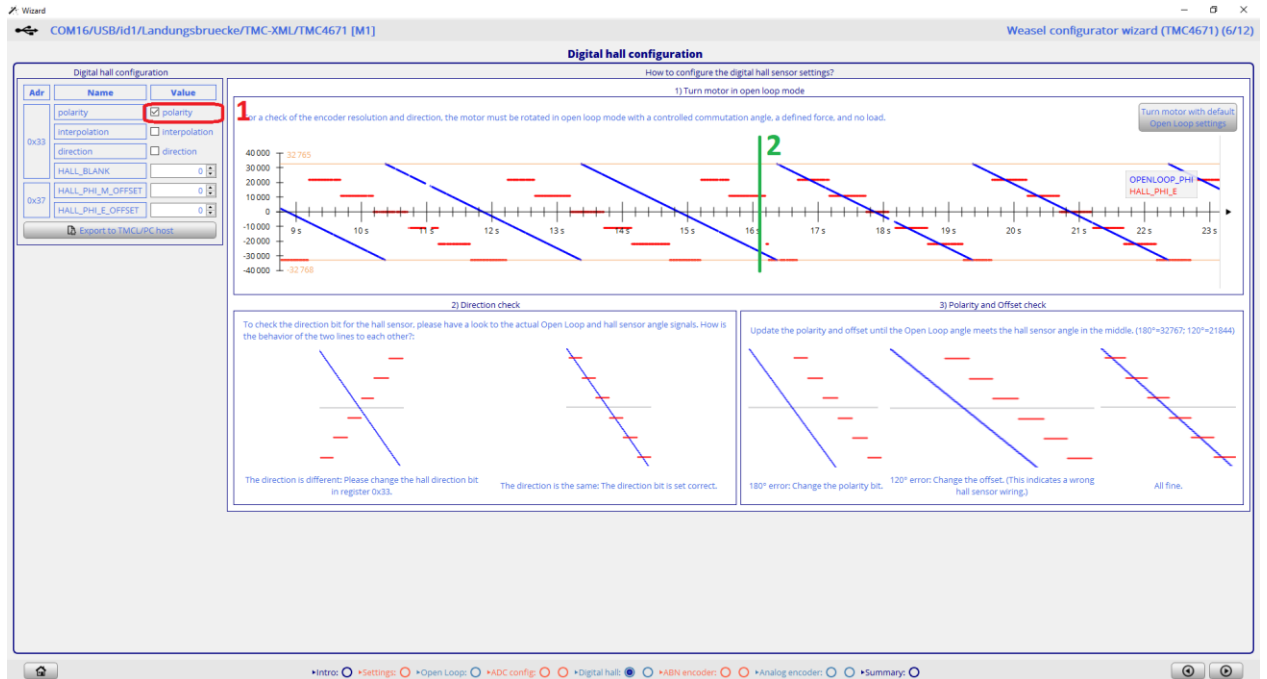 Wizard
COM16/USB/id1/Landungsbruecke/TMC-XML/TMC4671 [M1]
Weasel configurator wizard (TMC4671) (6/12)
Digital hall configuration
Digital hall configuration
Adr Name Value
0x33
polarity polarity
interpolation interpolation
direction direction
HALL_BLANK 0
0x37
HALL_PHI_M_OFFSET 0
HALL_PHI_E_OFFSET 0
Export to TMCL/PC host
How to configure the digital hall sensor settings?
1) Turn motor in open loop mode
1
or a check of the encoder resolution and direction, the motor must be rotated in open loop mode with a controlled commutation angle, a defined force, and no load.
Turn motor with default
Open Loop settings
2
40 000 32 765
30 000
20 000
10 000
0
-10 000
-20 000
-30 000
-40 000 -32 768
9 s 10 s 11 s 12 s 13 s 14 s 15 s 16 s 17 s 18 s 19 s 20 s 21 s 22 s 23 s
OPENLOOP_PHI
HALL_PHI_E
2) Direction check
To check the direction bit for the hall sensor, please have a look to the actual Open Loop and hall sensor angle signals. How is
the behavior of the two lines to each other?:
The direction is different: Please change the hall direction bit
in register 0x33.
The direction is the same: The direction bit is set correct.
3) Polarity and Offset check
Update the polarity and offset until the Open Loop angle meets the hall sensor angle in the middle. (180°=32767; 120°=21844)
180° error: Change the polarity bit.
120° error: Change the offset. (This indicates a wrong
hall sensor wiring.)
All fine.
Intro: Settings: Open Loop: ADC config: Digital hall: ABN encoder: Analog encoder: Summary: